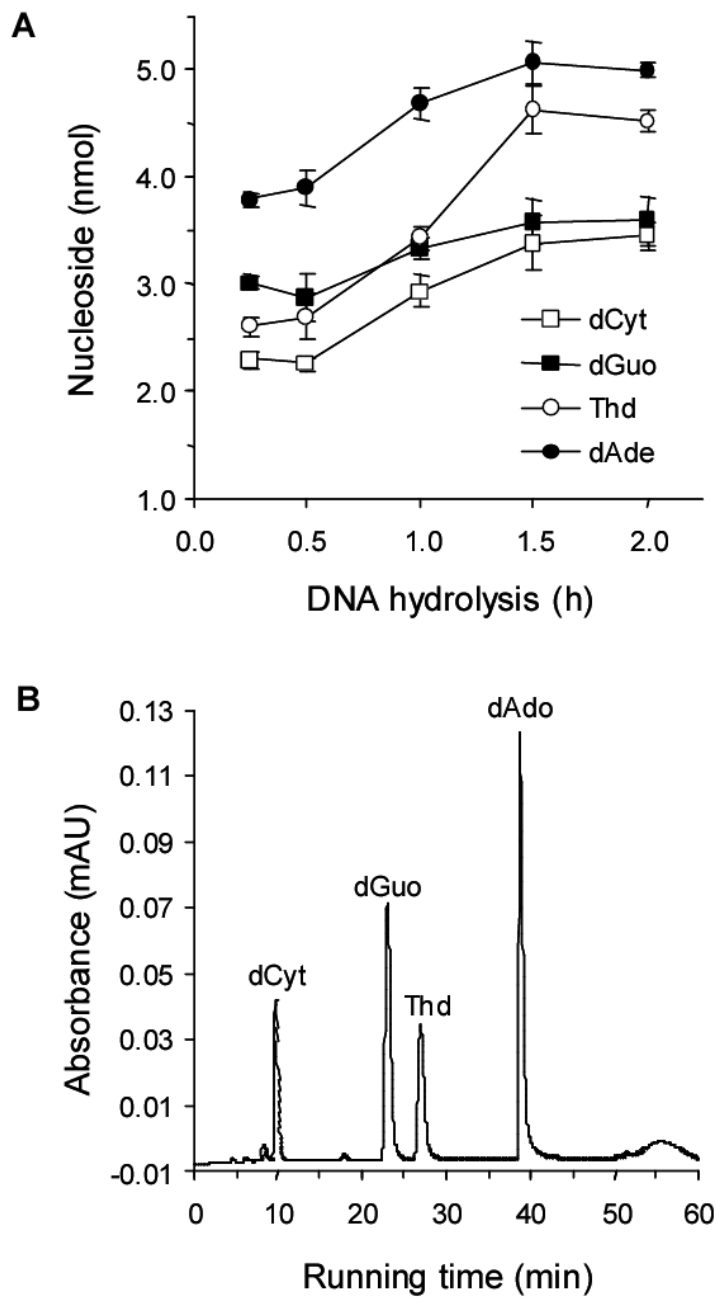 A
5.0
4.0
3.0
2.0
1.0
Nucleoside (nmol)
dCyt
dGuo
Thd
dAde
0.0 0.5 1.0 1.5 2.0
DNA hydrolysis (h)
B
0.13
0.11
0.09
0.07
0.05
0.03
0.01
-0.01
Absorbance (mAU)
dAdo
dGuo
dCyt
Thd
0 10 20 30 40 50 60
Running time (min)